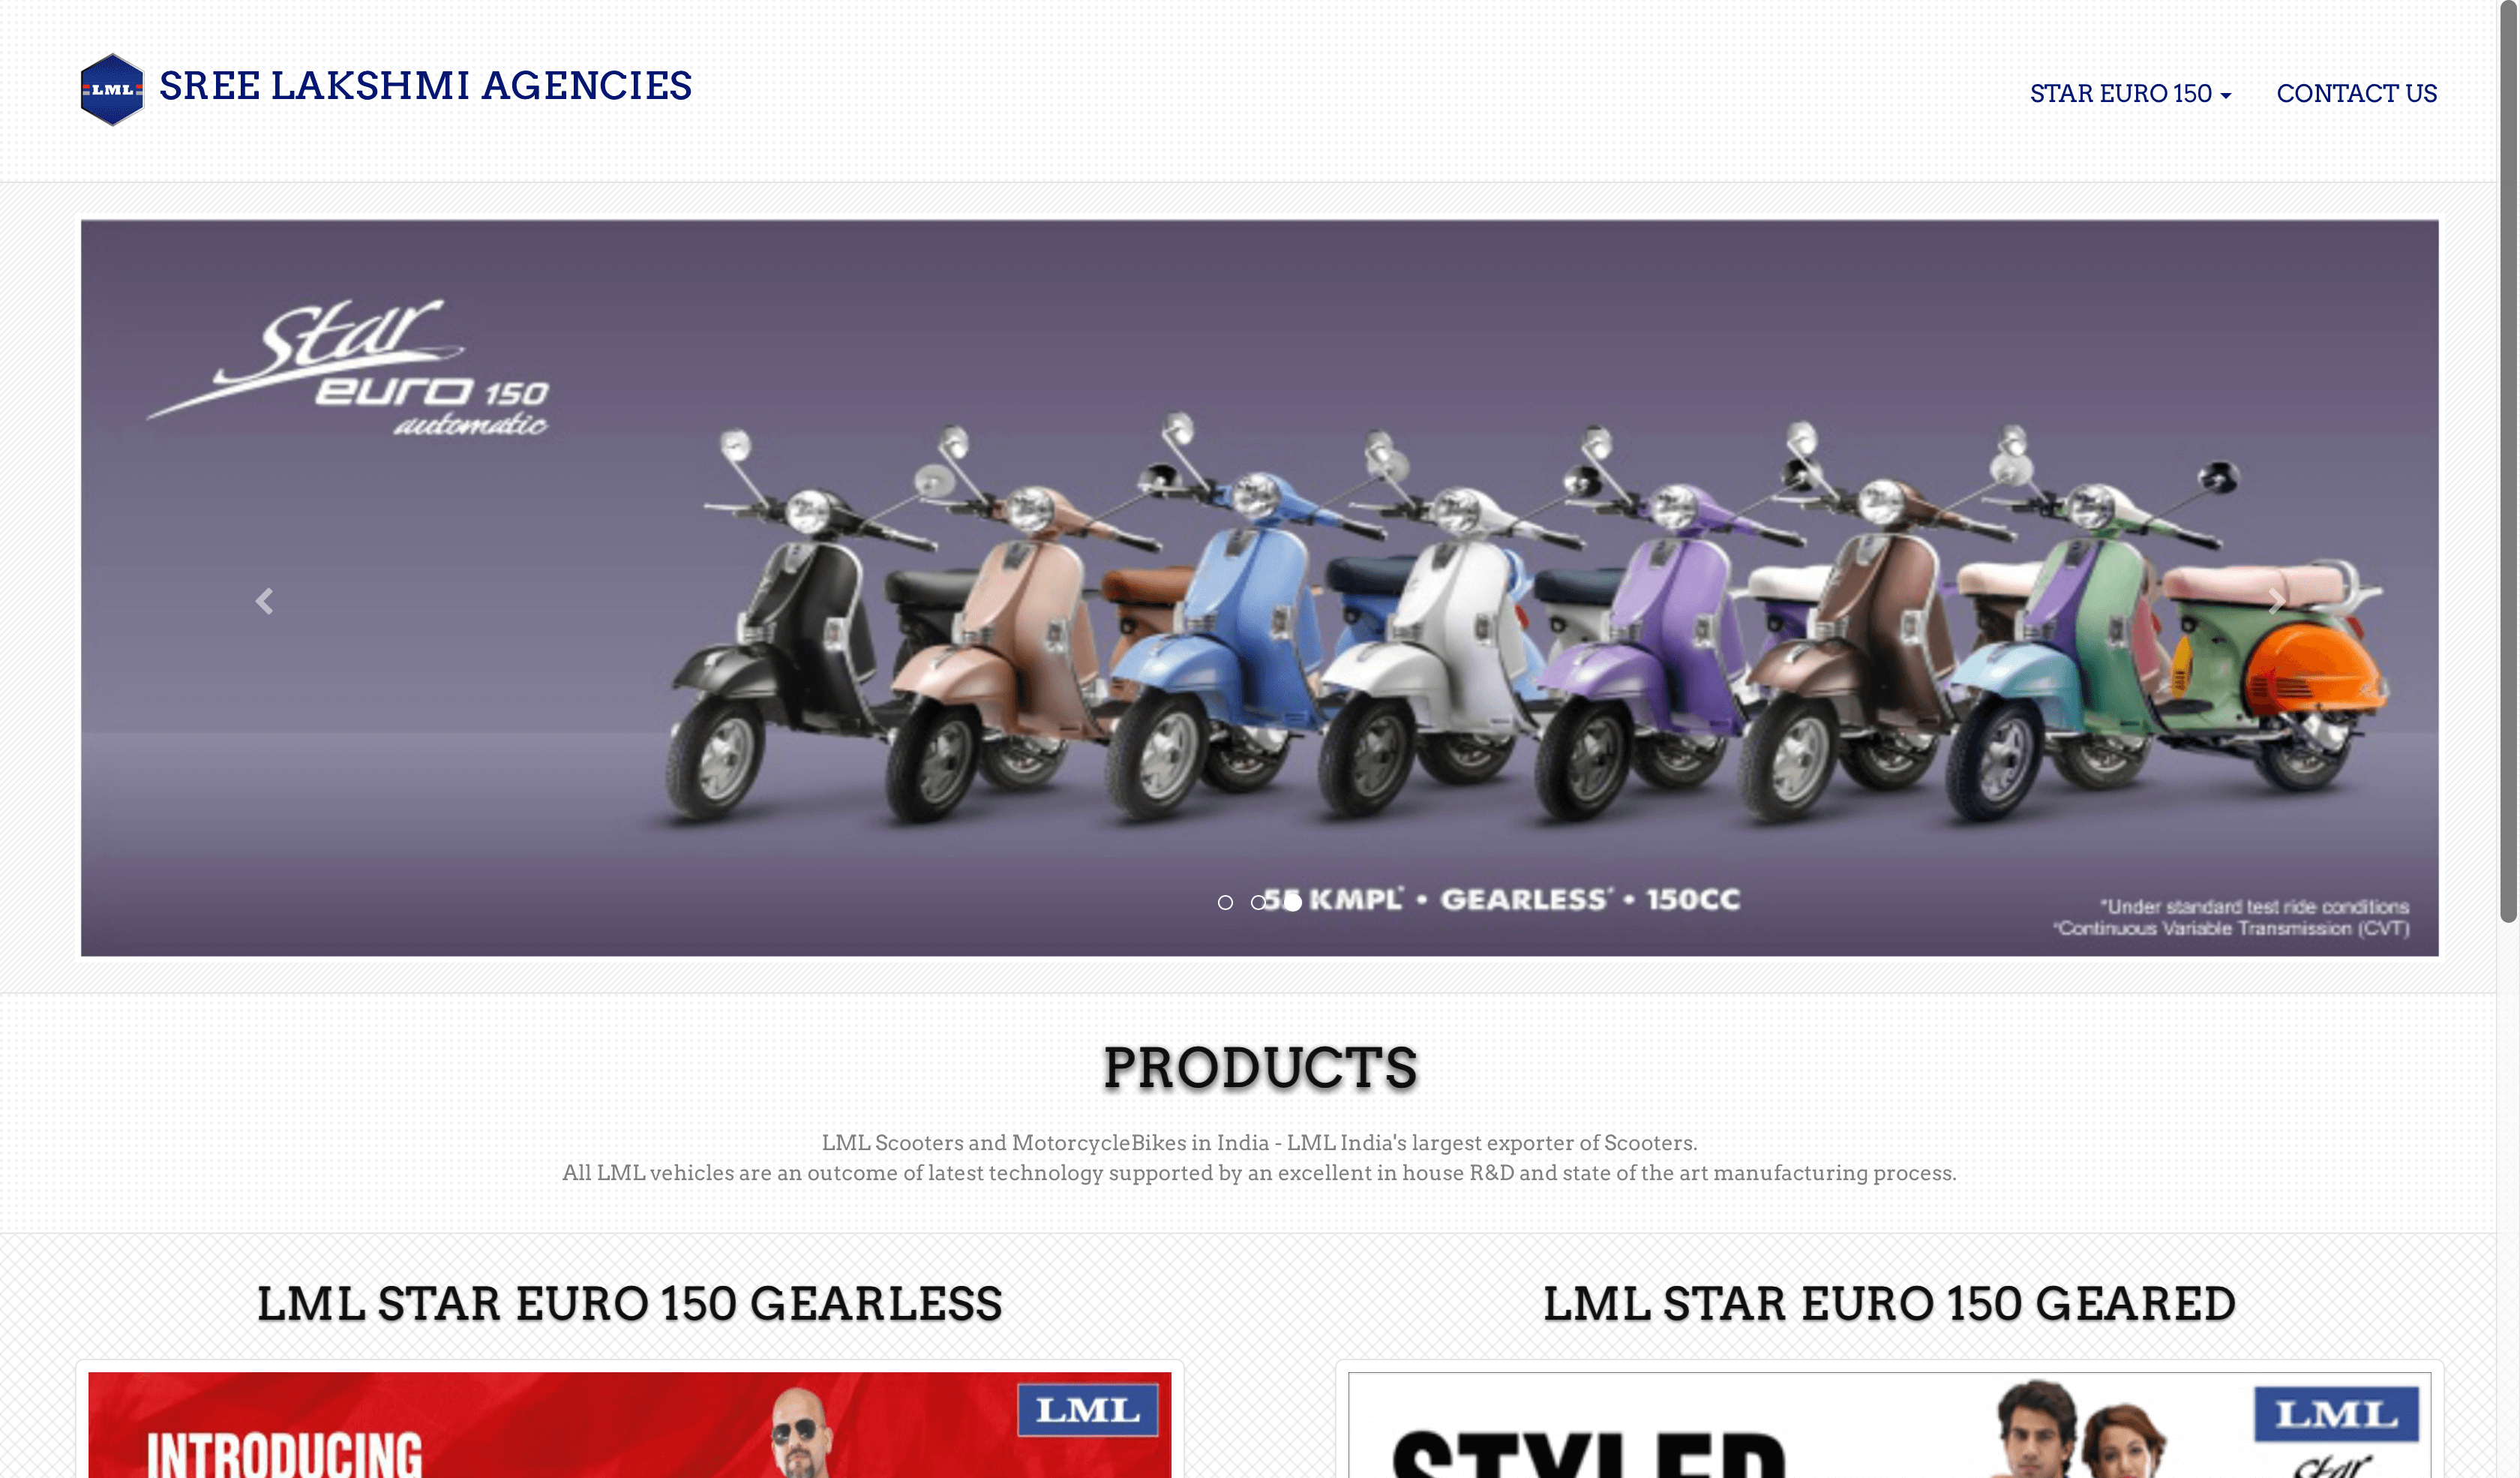 LML
SREE LAKSHMI AGENCIES
STAR EURO 150
CONTACT US
Star
euro 150
automatic
55 KMPL* • GEARLESS* • 150CC
*Under standard test ride conditions
*Continuous Variable Transmission (CVT)
PRODUCTS
LML Scooters and MotorcycleBikes in India - LML India's largest exporter of Scooters.
All LML vehicles are an outcome of latest technology supported by an excellent in house R&D and state of the art manufacturing process.
LML STAR EURO 150 GEARLESS
LML STAR EURO 150 GEARED
INTRODUCING
LML
STYLED
LML
Star